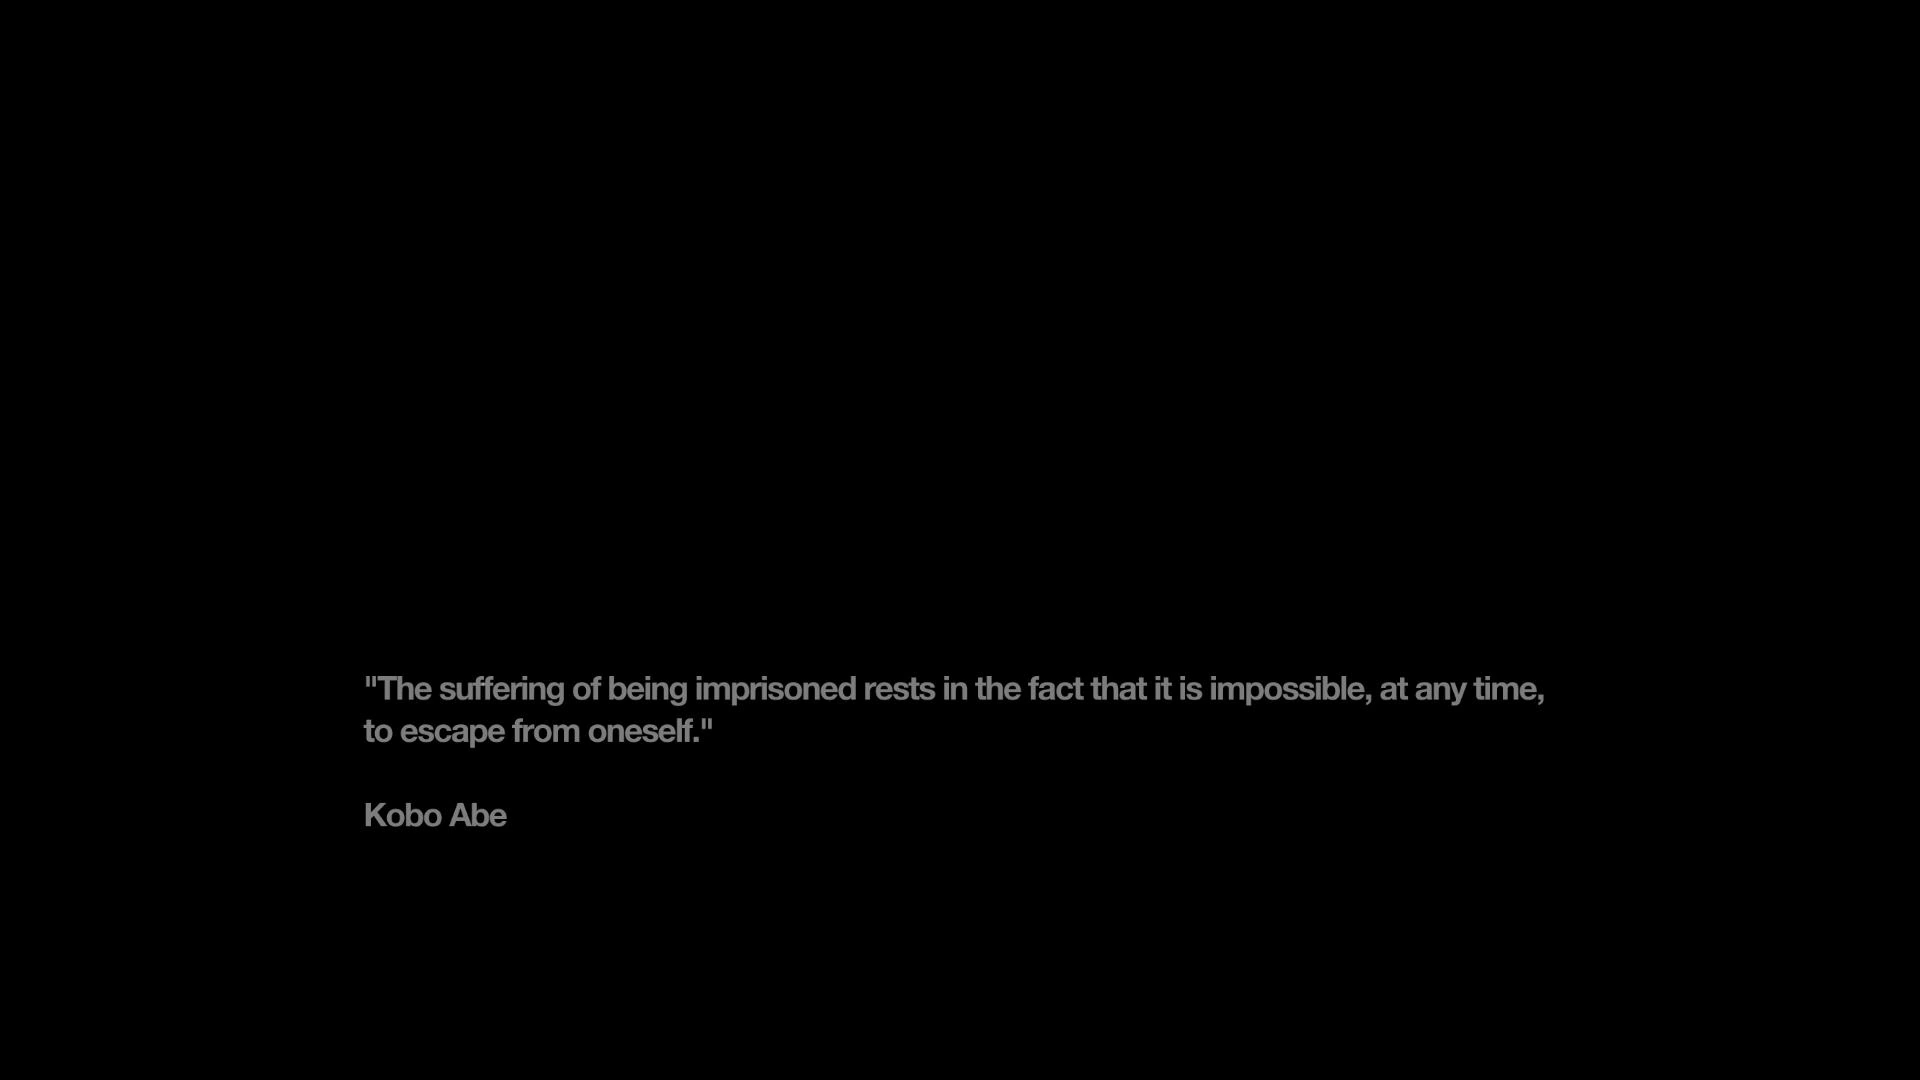 "The suffering of being imprisoned rests in the fact that it is impossible, at any time,
to escape from oneself."
Kobo Abe